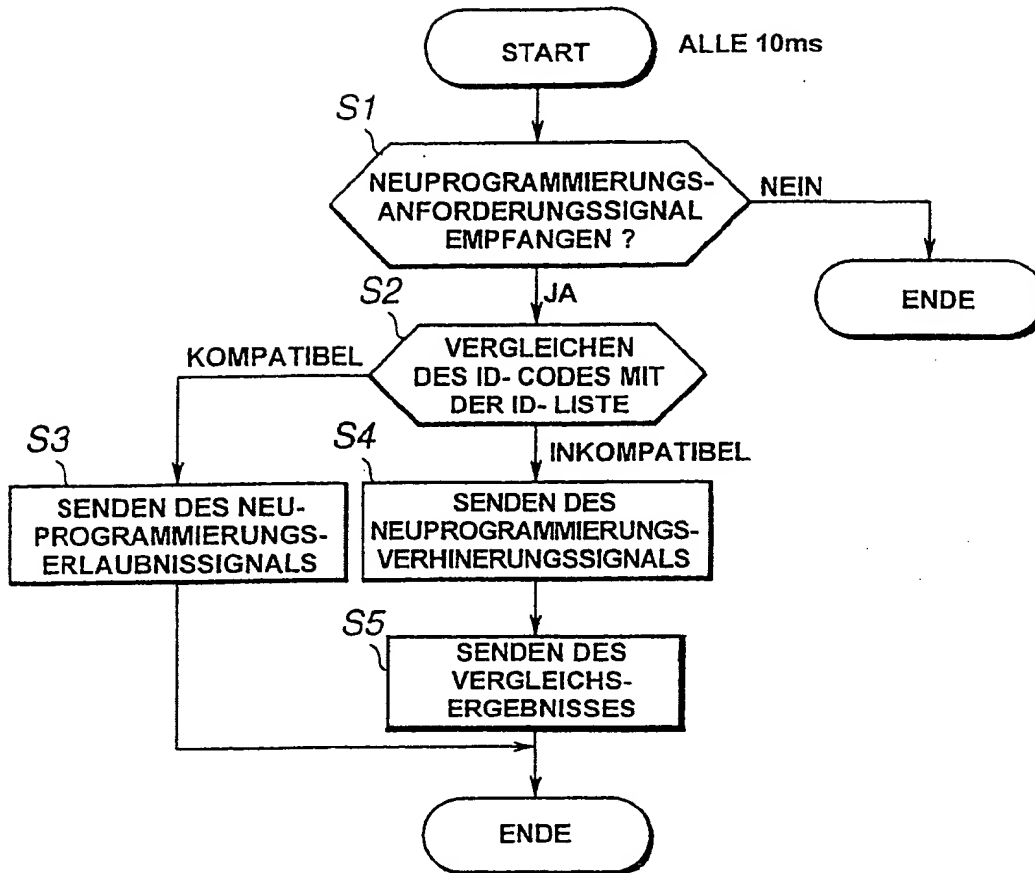 START
ALLE 10ms
S1
NEUPROGRAMMIERUNGS-
ANFORDERUNGSSIGNAL
EMPFANGEN ?
NEIN
ENDE
JA
S2
VERGLEICHEN
DES ID- CODES MIT
DER ID- LISTE
KOMPATIBEL
INKOMPATIBEL
S3
SENDEN DES NEU-
PROGRAMMIERUNGS-
ERLAUBNISSIGNALS
S4
SENDEN DES
NEUPROGRAMMIERUNGS-
VERHINERUNGSSIGNALS
S5
SENDEN DES
VERGLEICHS-
ERGEBNISSES
ENDE